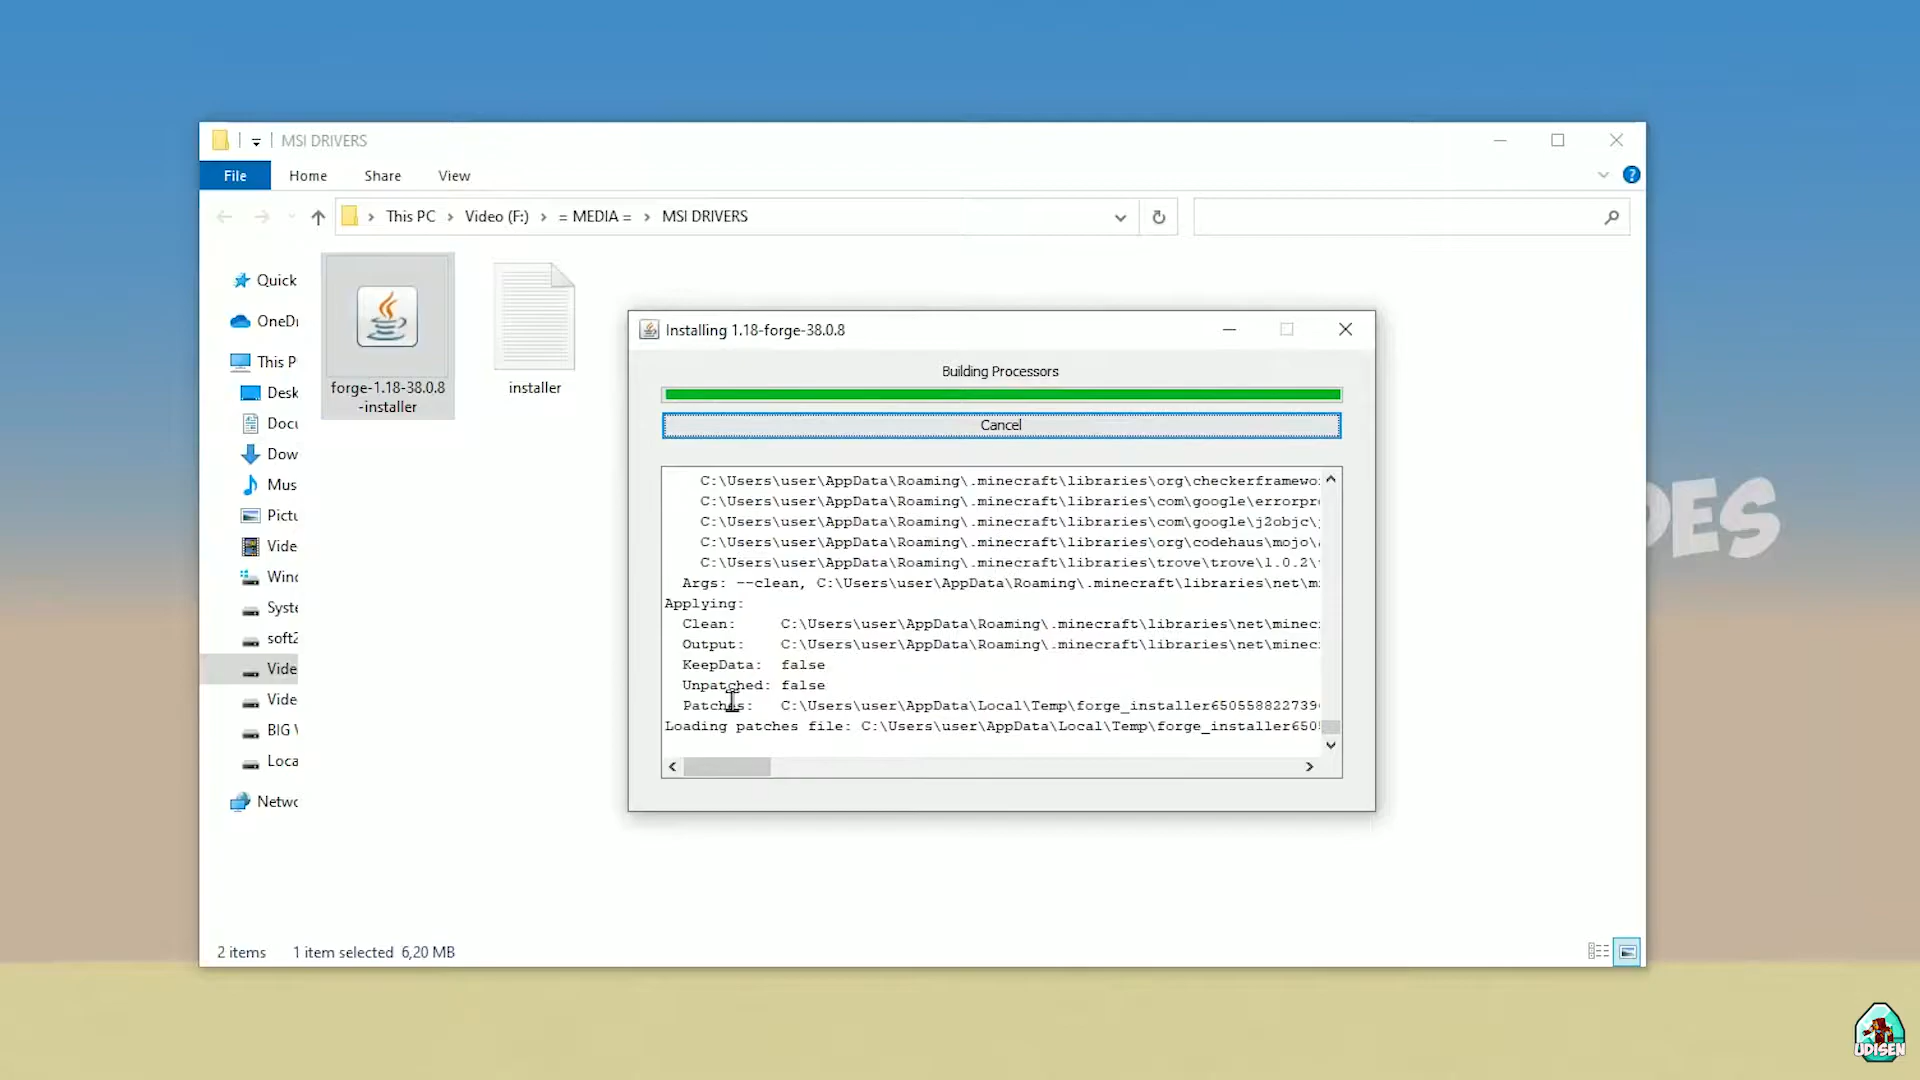 MSI DRIVERS
File Home Share View
This PC > Video (F:) > = MEDIA = > MSI DRIVERS
Quick
OneDr
This P
Desk
Docu
Dow
Mus
Pictu
Vide
Winc
Syste
soft2
Vide
Vide
BIG V
Loca
Netwo
forge-1.18-38.0.8
-installer
installer
Installing 1.18-forge-38.0.8
Building Processors
Cancel
C:\Users\user\AppData\Roaming\.minecraft\libraries\org\checkerframewo
C:\Users\user\AppData\Roaming\.minecraft\libraries\com\google\errorpr
C:\Users\user\AppData\Roaming\.minecraft\libraries\com\google\j2objc\
C:\Users\user\AppData\Roaming\.minecraft\libraries\org\codehaus\mojo\
C:\Users\user\AppData\Roaming\.minecraft\libraries\trove\trove\1.0.2\
Args: --clean, C:\Users\user\AppData\Roaming\.minecraft\libraries\net\m
Applying:
Clean: C:\Users\user\AppData\Roaming\.minecraft\libraries\net\minec
Output: C:\Users\user\AppData\Roaming\.minecraft\libraries\net\minec
KeepData: false
Unpatched: false
Patches: C:\Users\user\AppData\Local\Temp\forge_installer650558822739
Loading patches file: C:\Users\user\AppData\Local\Temp\forge_installer650
2 items 1 item selected 6,20 MB
DES
UDISEN